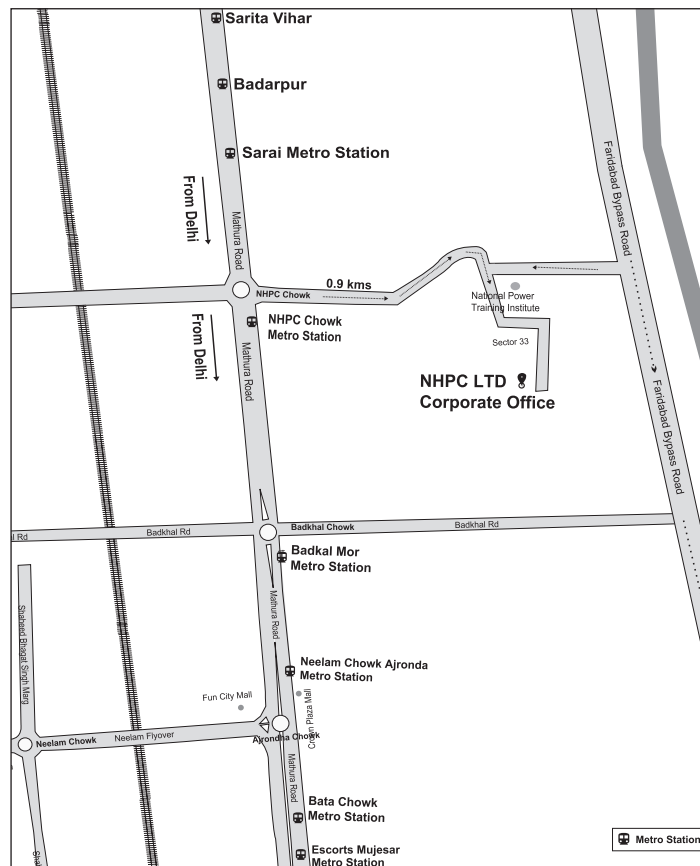 Sarita Vihar
Badarpur
Sarai Metro Station
From Delhi
Mathura Road
Faridabad Bypass Road
0.9 kms
NHPC Chowk
National Power
Training Institute
NHPC Chowk
Metro Station
From Delhi
Mathura Road
Sector 33
NHPC LTD
Corporate Office
Faridabad Bypass Road
Rd
Badkhal Rd
Badkhal Chowk
Badkhal Rd
Badkal Mor
Metro Station
Mathura Road
Shaheed Bhagat Singh Marg
Neelam Chowk Ajronda
Metro Station
Fun City Mall
Crown Plaza Mall
Neelam Chowk
Neelam Flyover
Ajrondha Chowk
Mathura Road
Bata Chowk
Metro Station
Escorts Mujesar
Metro Station
Metro Station